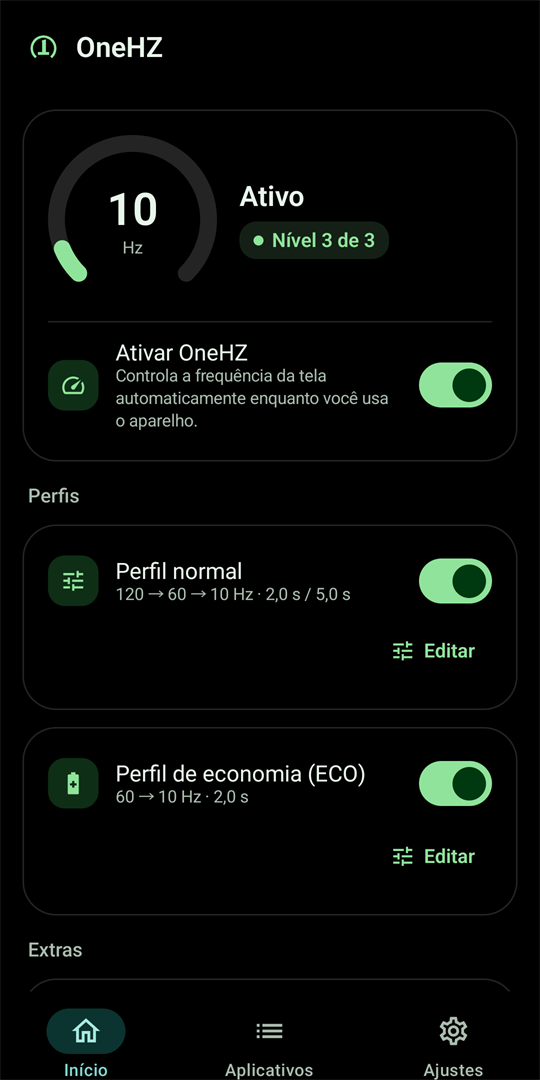 OneHZ
10
Hz
Ativo
Nível 3 de 3
Ativar OneHZ
Controla a frequência da tela
automaticamente enquanto você usa
o aparelho.
Perfis
Perfil normal
120 → 60 → 10 Hz · 2,0 s / 5,0 s
Editar
Perfil de economia (ECO)
60 → 10 Hz · 2,0 s
Editar
Extras
Início
Aplicativos
Ajustes